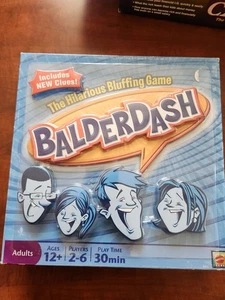 Includes
NEW Clues!
The Hilarious Bluffing Game
BALDERDASH
Adults
AGES
12+
PLAYERS
2-6
PLAY TIME
30min